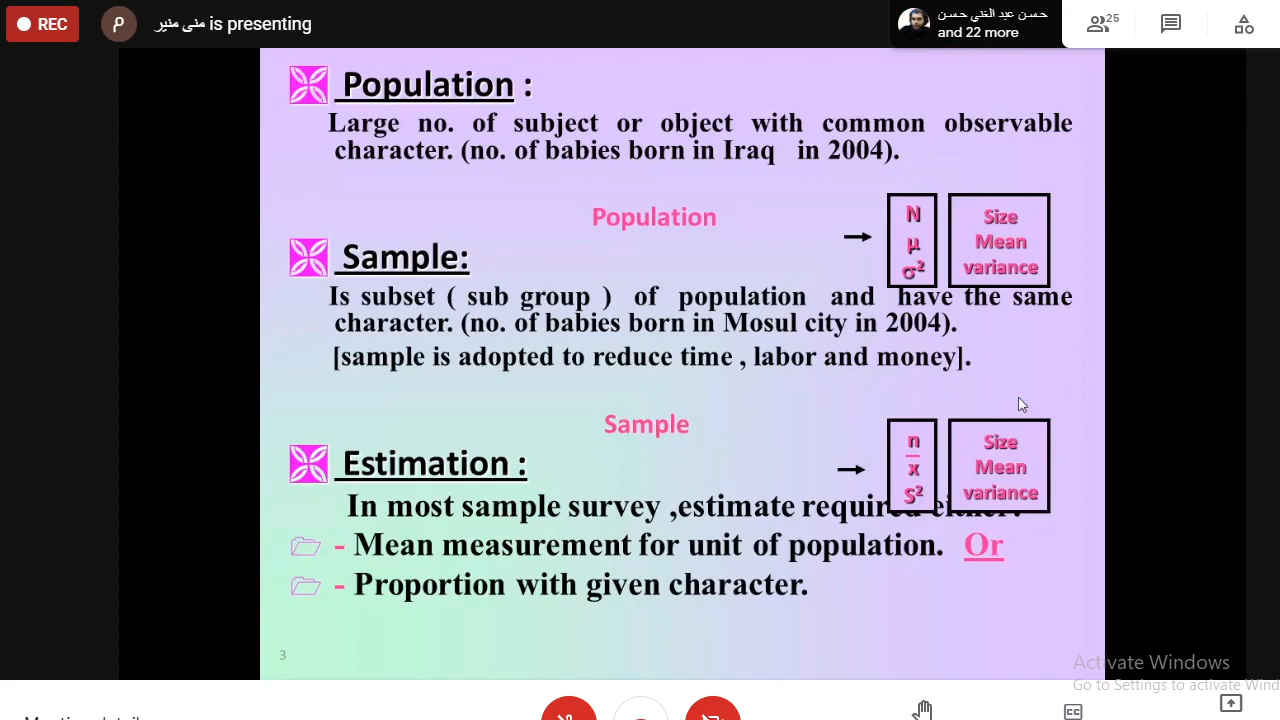 REC
م
منى منير is presenting
حسن عبد الغني حسن
and 22 more
25
Population :
Large no. of subject or object with common observable
character. (no. of babies born in Iraq in 2004).
Population
N
μ
σ²
Size
Mean
variance
Sample:
Is subset ( sub group ) of population and have the same
character. (no. of babies born in Mosul city in 2004).
[sample is adopted to reduce time , labor and money].
Sample
n
x̅
S²
Size
Mean
variance
Estimation :
In most sample survey ,estimate required either:
- Mean measurement for unit of population. Or
- Proportion with given character.
3
Activate Windows
Go to Settings to activate Wind
CC